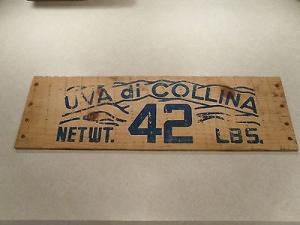 UVA di COLLINA
NET WT. 42 LBS.